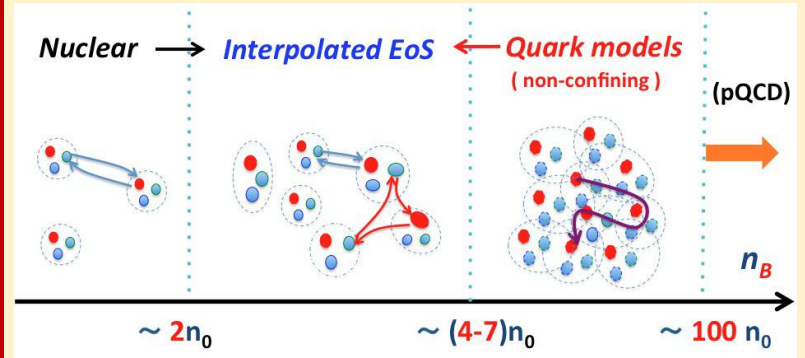 Nuclear
Interpolated EoS
Quark models
( non-confining )
(pQCD)
n_B
~ 2n₀
~ (4-7)n₀
~ 100 n₀